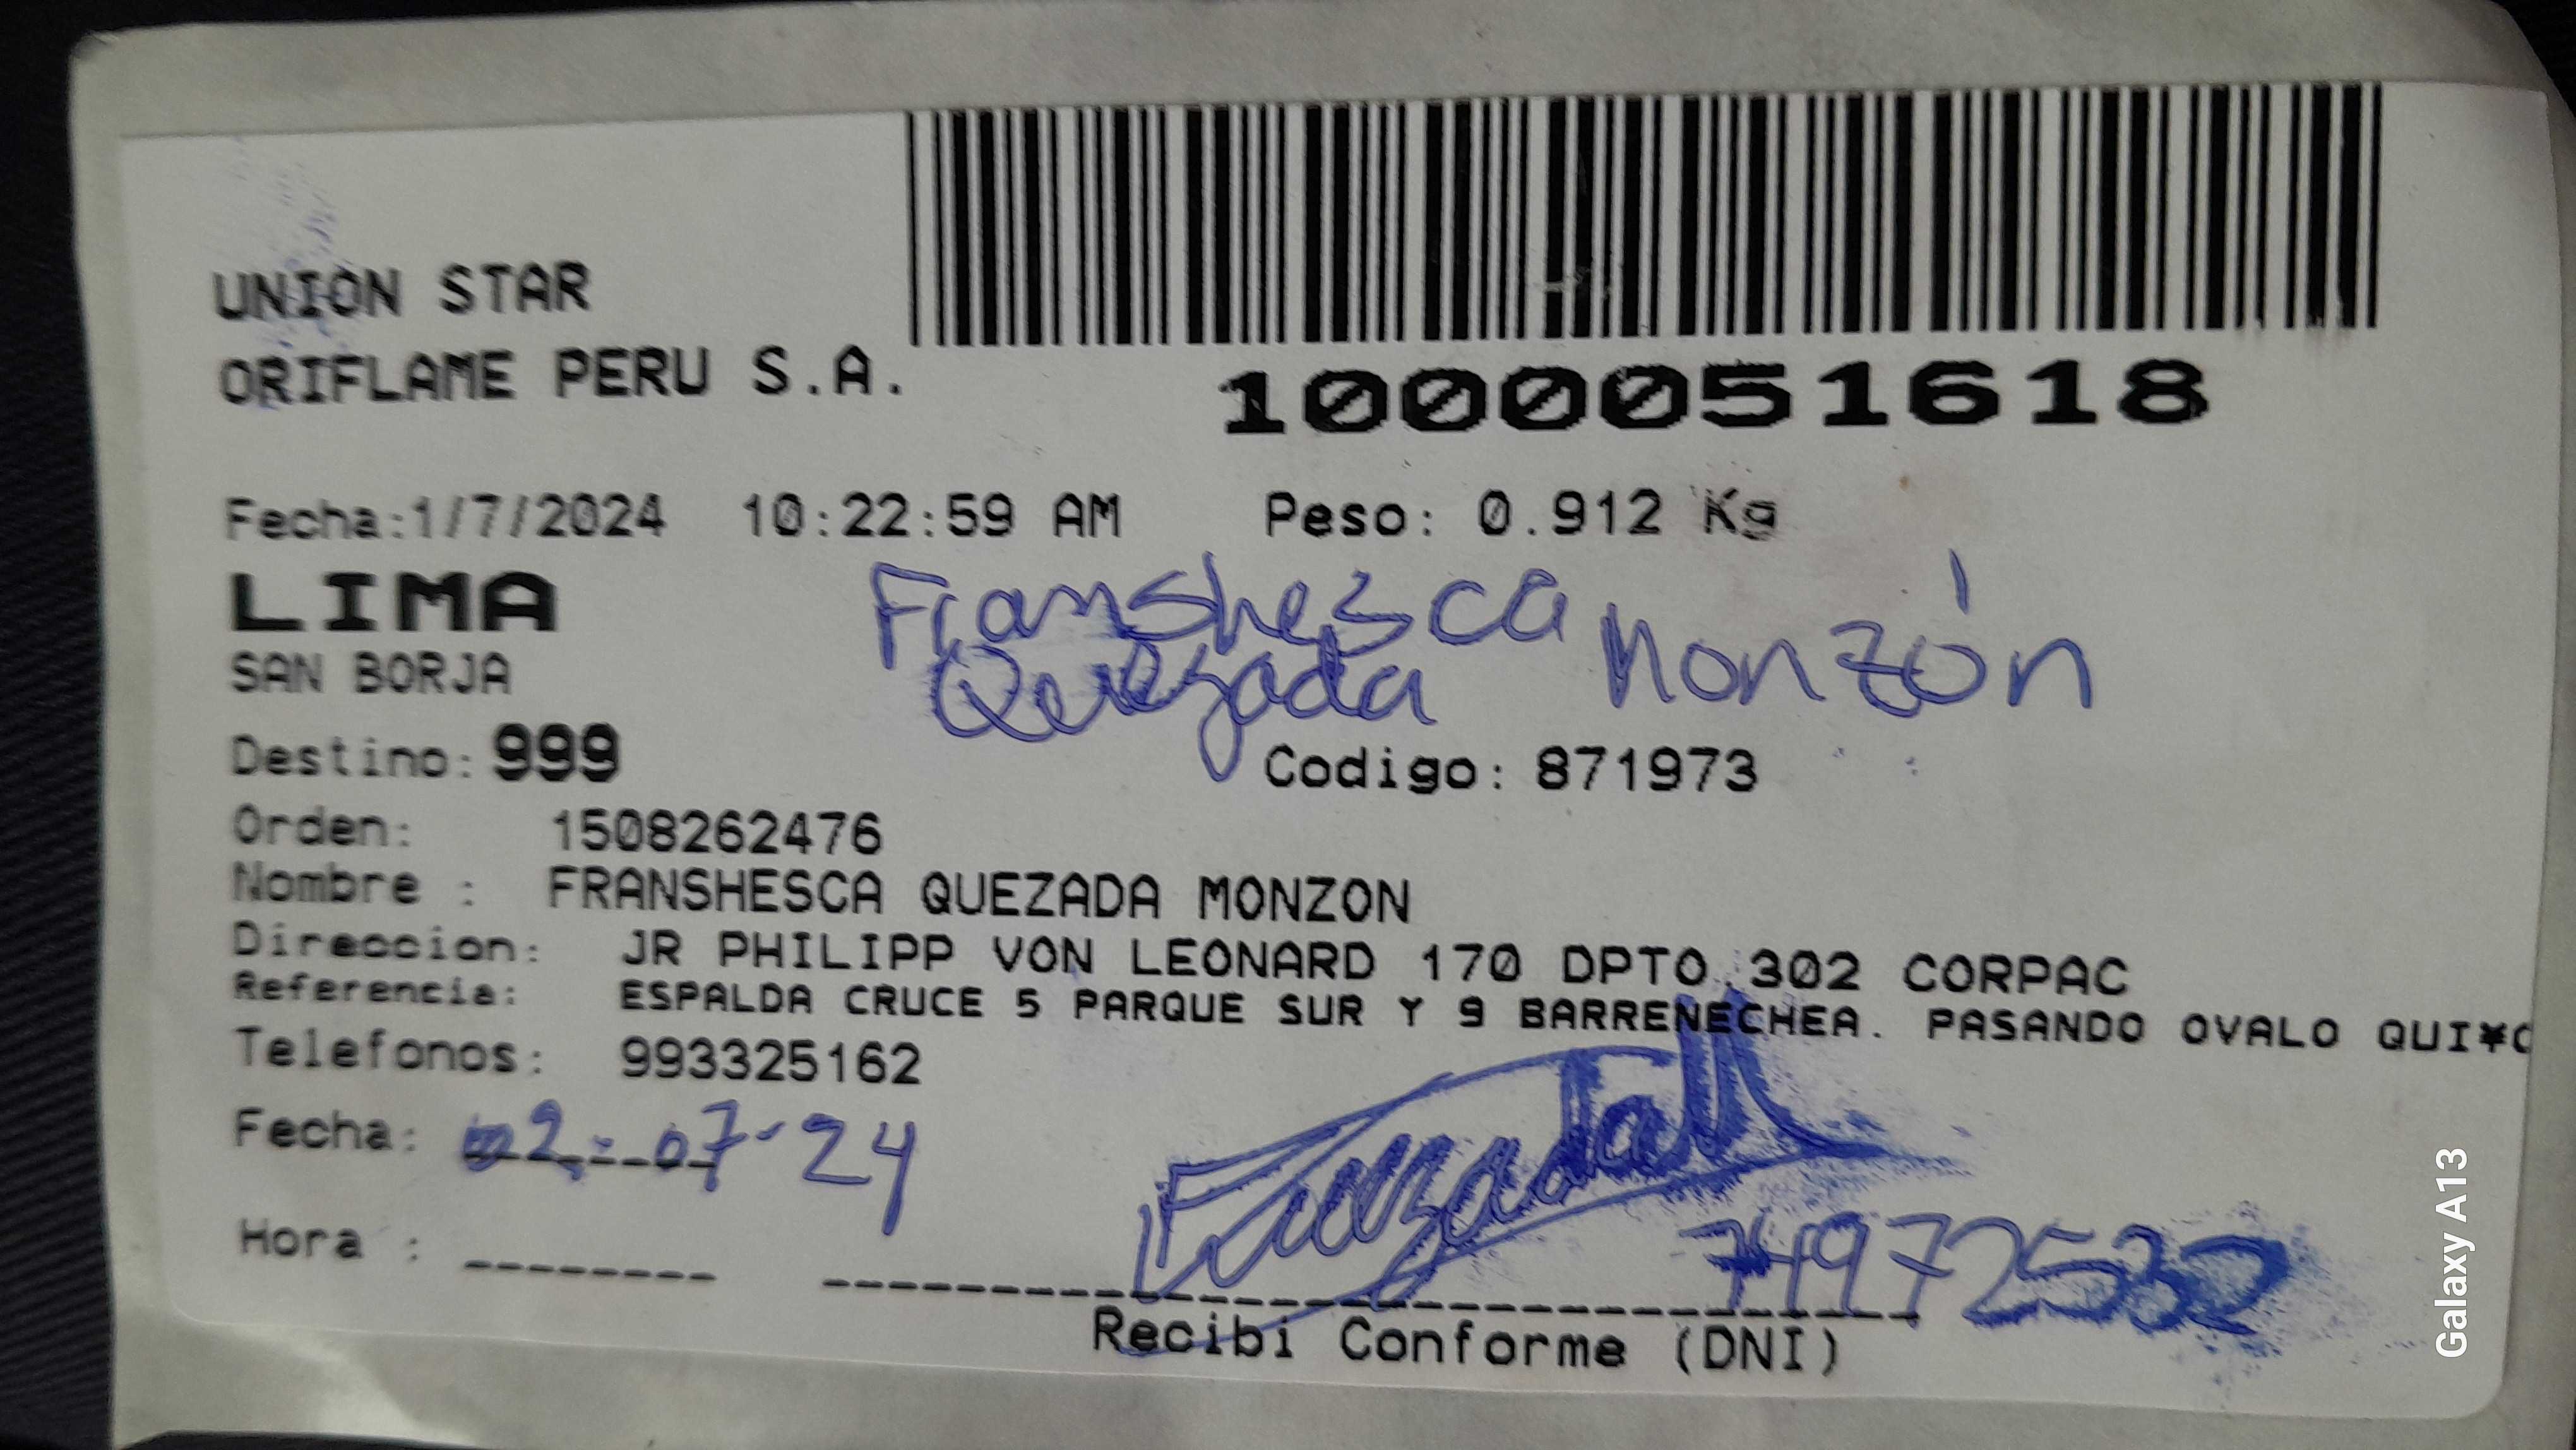 UNION STAR
ORIFLAME PERU S.A.
1000051618
Fecha:1/7/2024 10:22:59 AM Peso: 0.912 Kg
LIMA
Franshesca Monzón
SAN BORJA
Quezada
Destino: 999
Codigo: 871973
Orden: 1508262476
Nombre : FRANSHESCA QUEZADA MONZON
Direccion: JR PHILIPP VON LEONARD 170 DPTO.302 CORPAC
Referencia: ESPALDA CRUCE 5 PARQUE SUR Y 9 BARRENECHEA. PASANDO OVALO QUI¥O
Telefonos: 993325162
Fecha: 02-07-24
Hora :
74972532
Recibi Conforme (DNI)
Galaxy A13